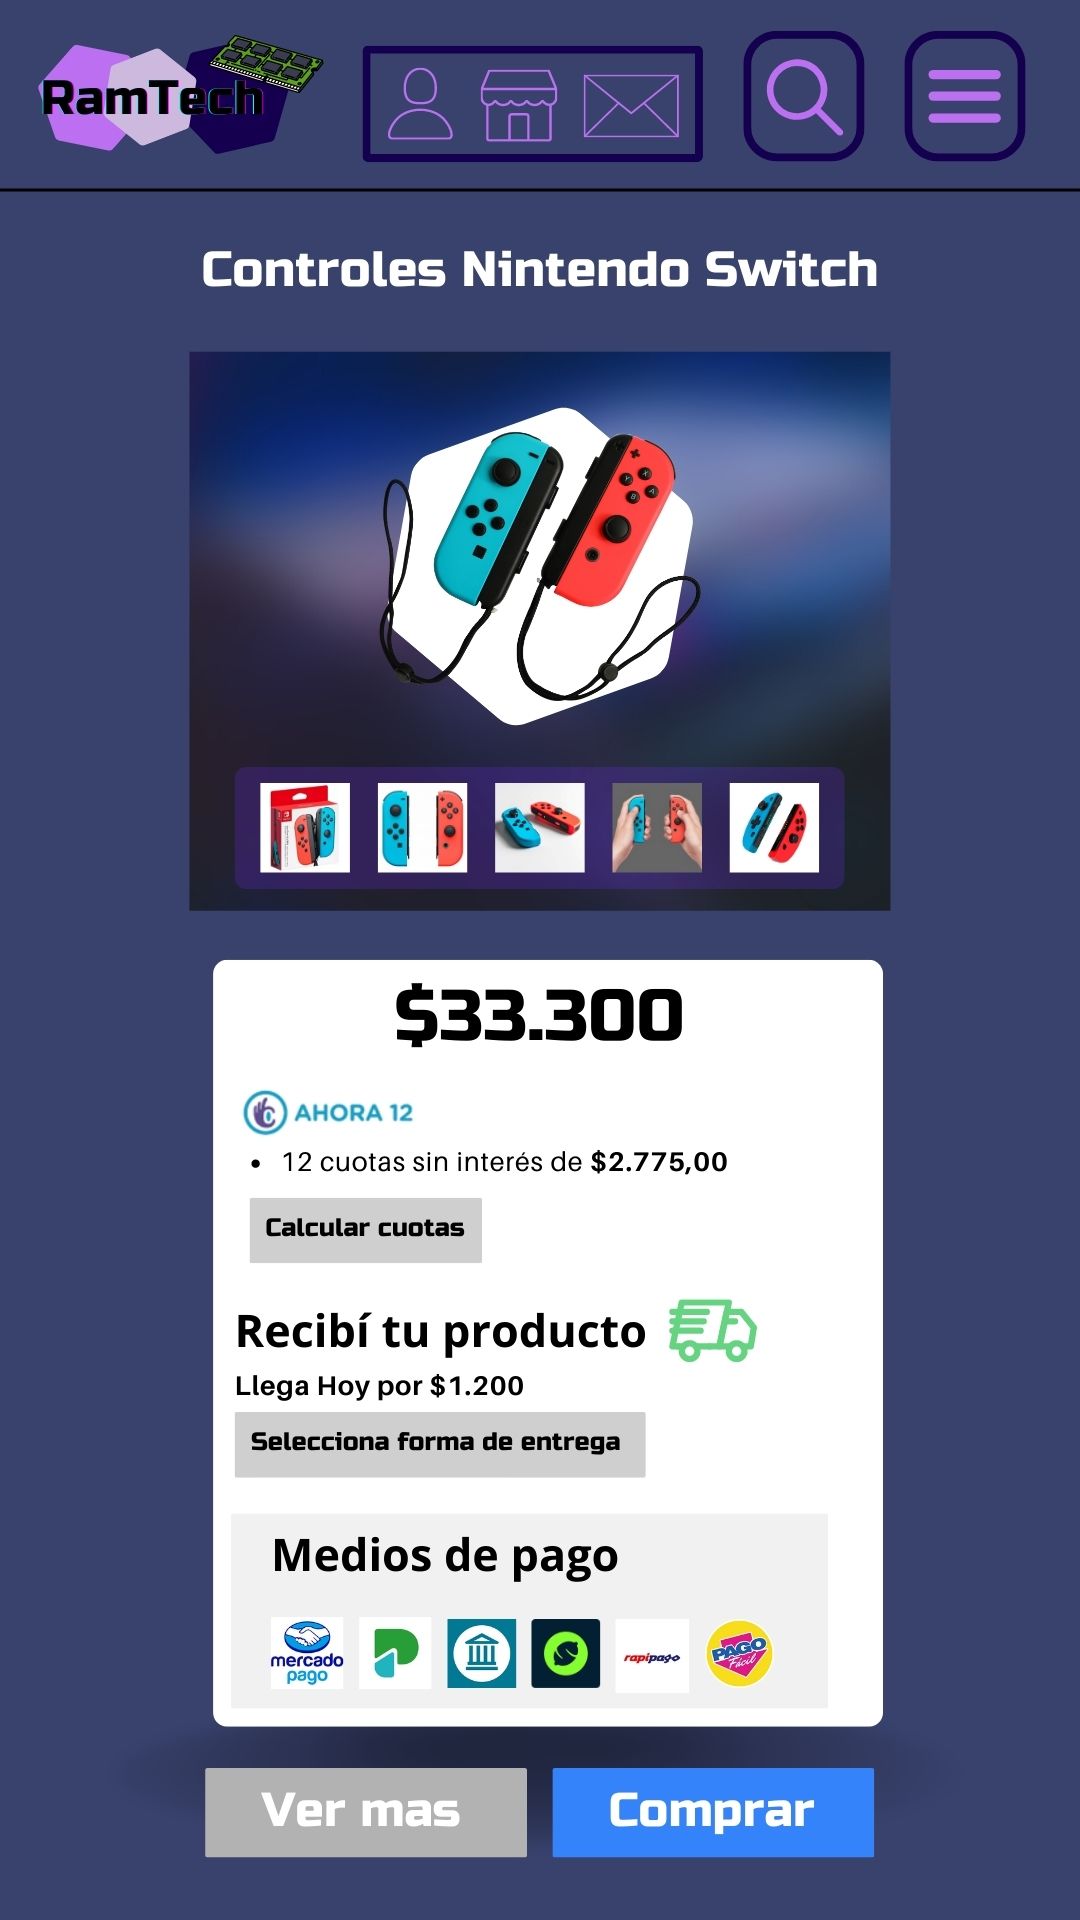 RamTech
Controles Nintendo Switch
$33.300
AHORA 12
• 12 cuotas sin interés de $2.775,00
Calcular cuotas
Recibí tu producto
Llega Hoy por $1.200
Selecciona forma de entrega
Medios de pago
mercado
pago
rapipago
PAGO
Fácil
Ver mas
Comprar